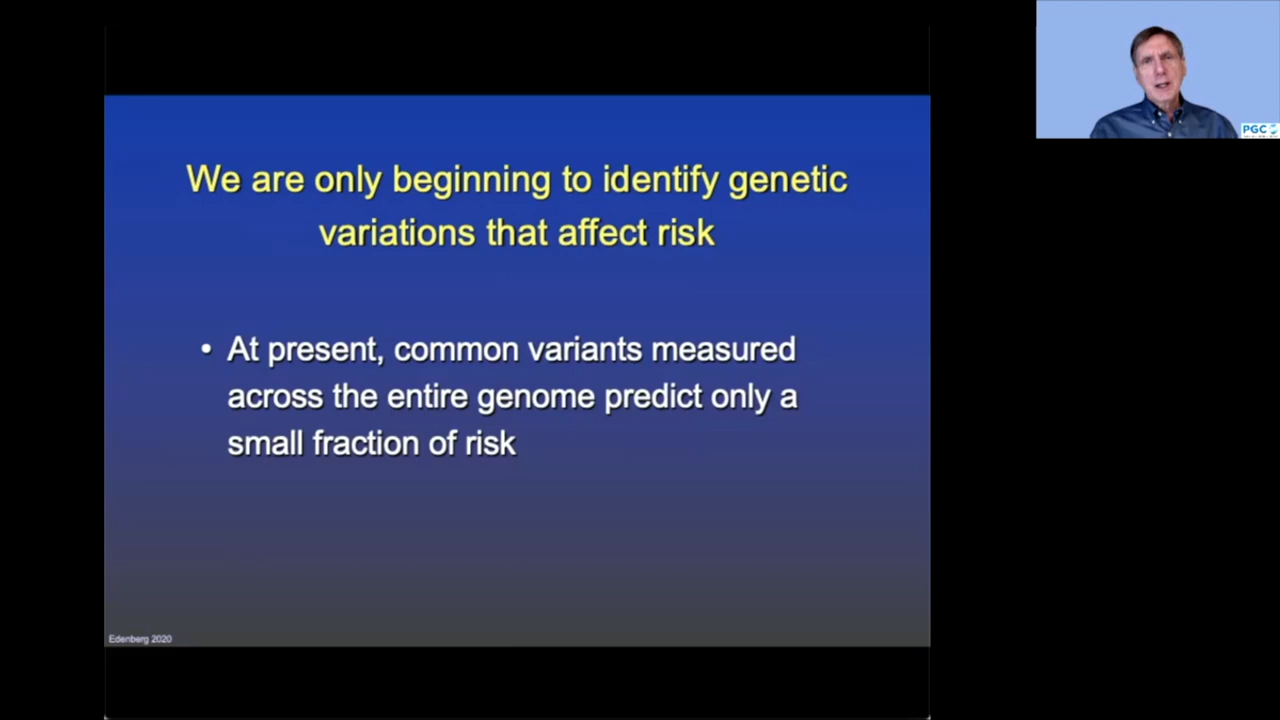 We are only beginning to identify genetic
variations that affect risk
• At present, common variants measured
across the entire genome predict only a
small fraction of risk
Edenberg 2020
PGC